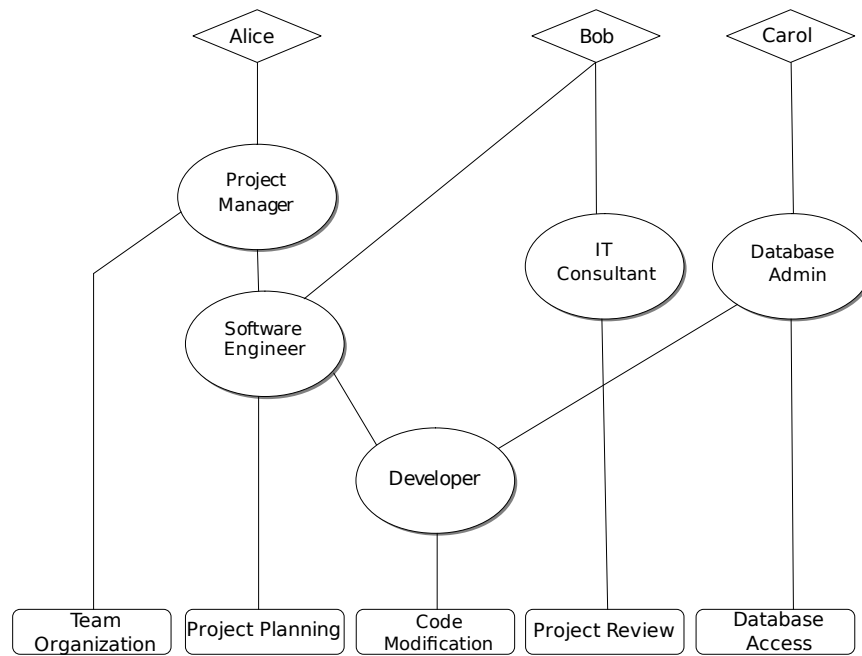 Alice
Bob
Carol
Project
Manager
IT
Consultant
Database
Admin
Software
Engineer
Developer
Team
Organization
Project Planning
Code
Modification
Project Review
Database
Access